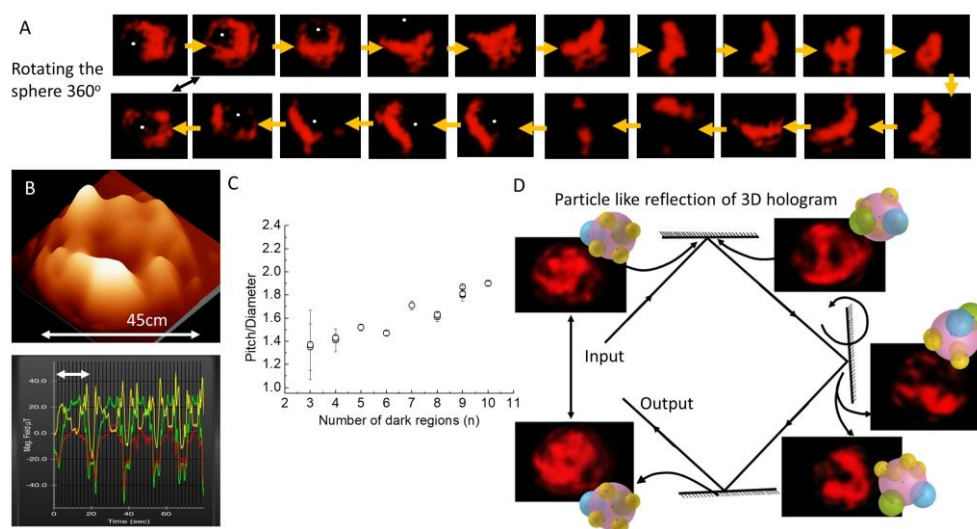 A
Rotating the
sphere 360°
B
45cm
40.0
20.0
0.0
-20.0
-40.0
Mag. Field µT
0
20
40
60
Time (sec)
C
2.4
2.2
2.0
1.8
1.6
1.4
1.2
1.0
Pitch/Diameter
2 3 4 5 6 7 8 9 10 11
Number of dark regions (n)
D
Particle like reflection of 3D hologram
Input
Output